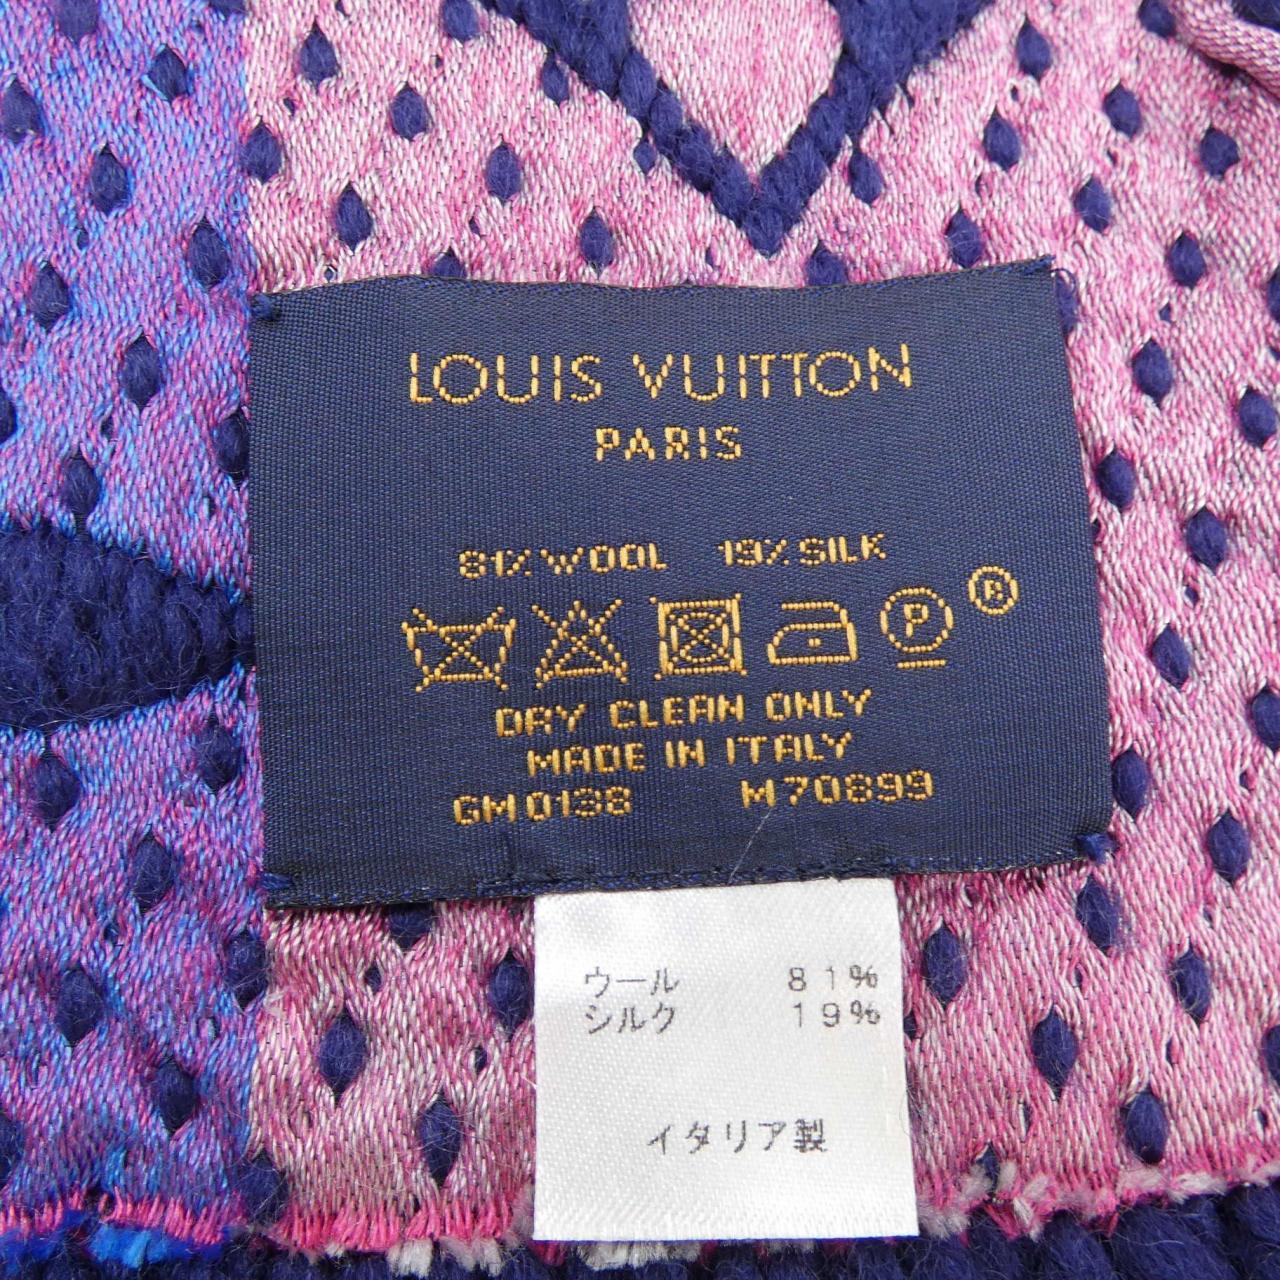 LOUIS VUITTON
PARIS
81% WOOL 19% SILK
P ®
DRY CLEAN ONLY
MADE IN ITALY
GM0138 M70899
ウール 81%
シルク 19%
イタリア製